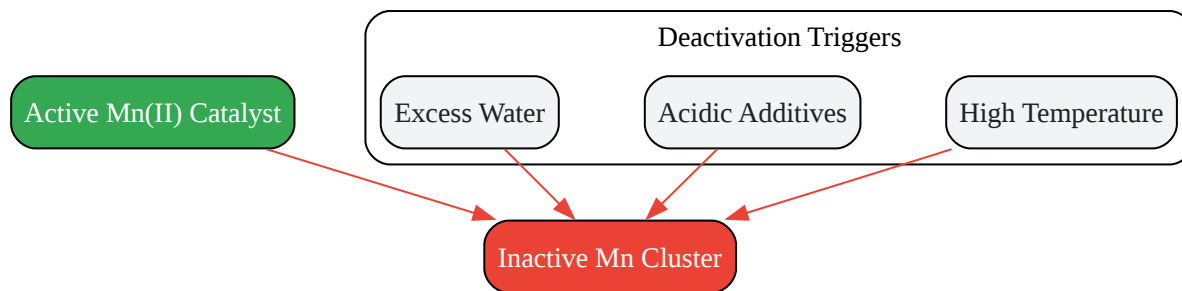 Deactivation Triggers
Active Mn(II) Catalyst
Excess Water
Acidic Additives
High Temperature
Inactive Mn Cluster